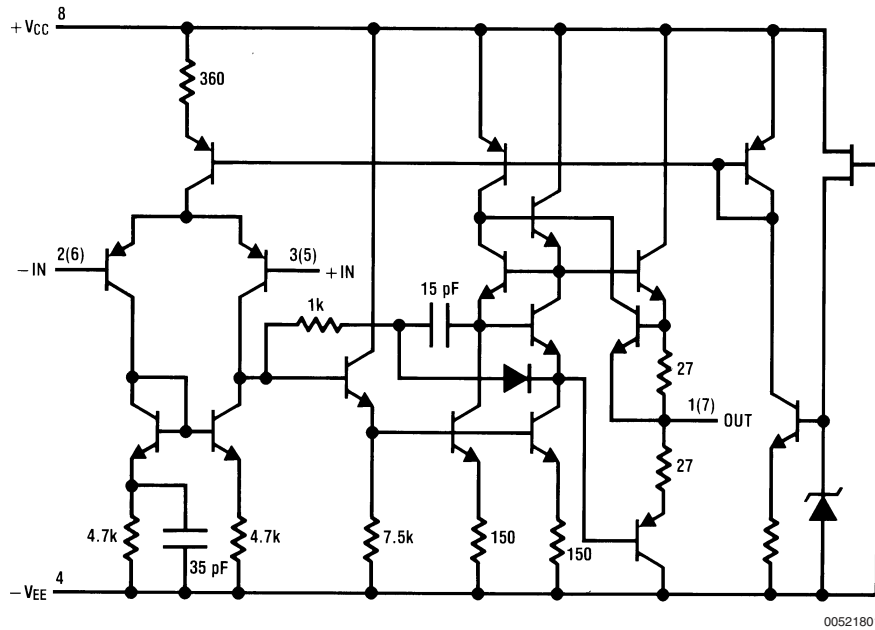 +VCC 8
360
2(6)
3(5)
−IN
+IN
15 pF
1k
27
1(7)
OUT
27
4.7k
4.7k
7.5k
150
150
35 pF
−VEE 4
00521801